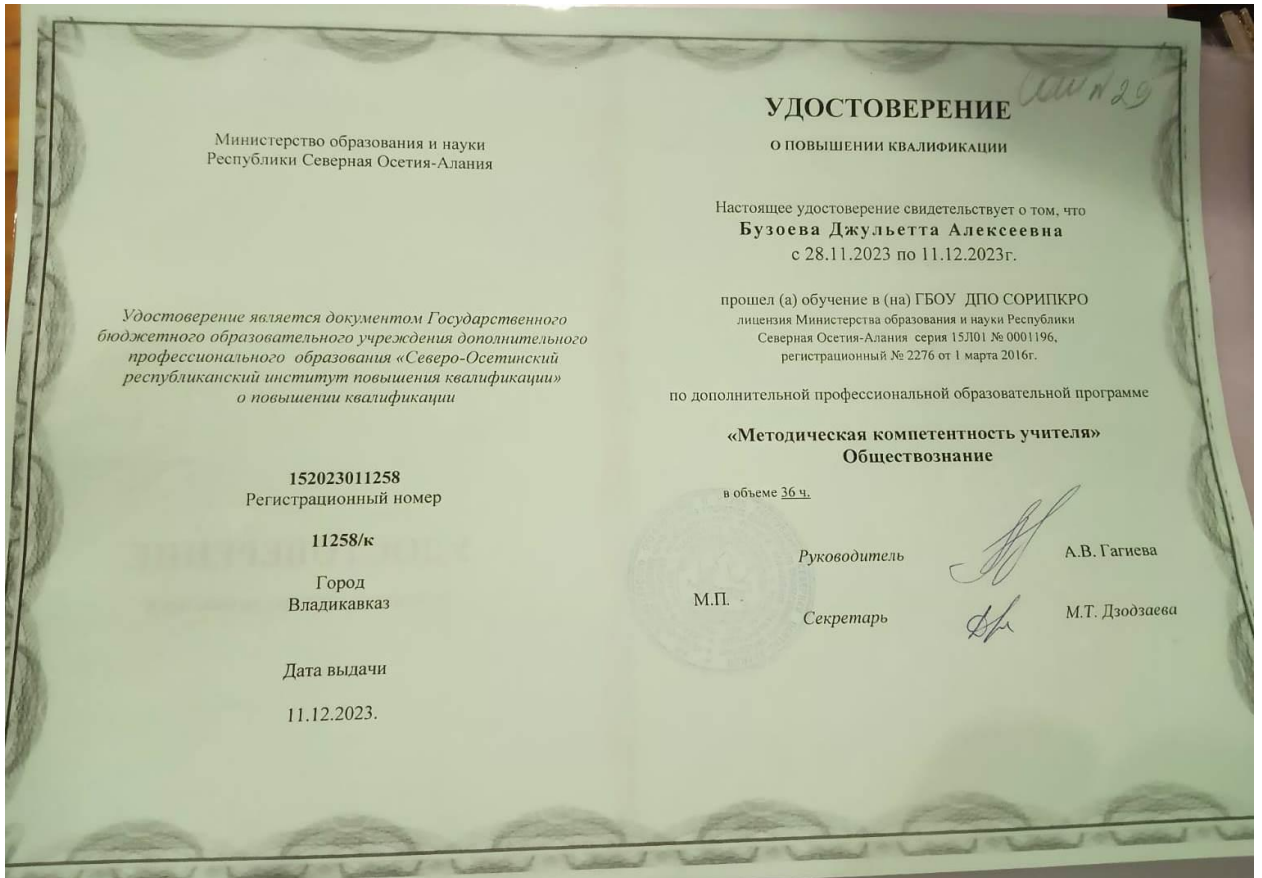 Министерство образования и науки
Республики Северная Осетия-Алания
Удостоверение является документом Государственного
бюджетного образовательного учреждения дополнительного
профессионального образования «Северо-Осетинский
республиканский институт повышения квалификации»
о повышении квалификации
152023011258
Регистрационный номер
11258/к
Город
Владикавказ
Дата выдачи
11.12.2023.
N 29
УДОСТОВЕРЕНИЕ
О ПОВЫШЕНИИ КВАЛИФИКАЦИИ
Настоящее удостоверение свидетельствует о том, что
Бузоева Джульетта Алексеевна
с 28.11.2023 по 11.12.2023г.
прошел (а) обучение в (на) ГБОУ ДПО СОРИПКРО
лицензия Министерства образования и науки Республики
Северная Осетия-Алания серия 15Л01 № 0001196,
регистрационный № 2276 от 1 марта 2016г.
по дополнительной профессиональной образовательной программе
«Методическая компетентность учителя»
Обществознание
в объеме 36 ч.
Руководитель А.В. Гагиева
М.П.
Секретарь М.Т. Дзодзаева